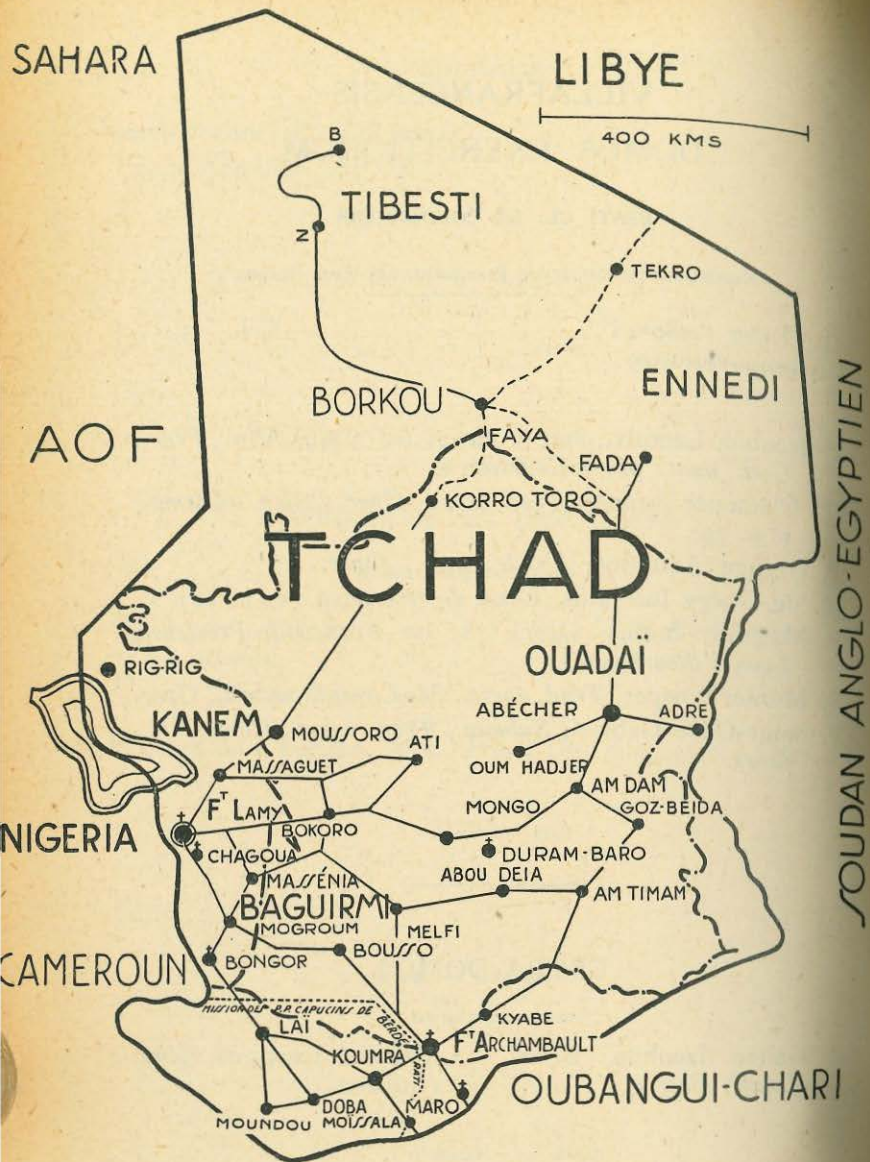 SAHARA
LIBYE
400 KMS
B
TIBESTI
Z
TEKRO
ENNEDI
BORKOU
AOF
FAYA
FADA
KORRO TORO
TCHAD
SOUDAN ANGLO-EGYPTIEN
OUADAÏ
RIG-RIG
KANEM
MOUSSORO
ABÉCHER
ADRE
ATI
MASSAGUET
OUM HADJER
AM DAM
FT LAMY
MONGO
GOZ-BEIDA
NIGERIA
BOKORO
CHAGOUA
DURAM-BARO
MASSÉNIA
ABOU DEIA
AM TIMAM
BAGUIRMI
MOGROUM
MELFI
BOUSSO
CAMEROUN
BONGOR
MISSION DES P.P. CAPUCINS DE
BERBERATI
KYABE
LAÏ
FT ARCHAMBAULT
KOUMRA
OUBANGUI-CHARI
DOBA
MARO
MOUNDOU
MOÏSSALA